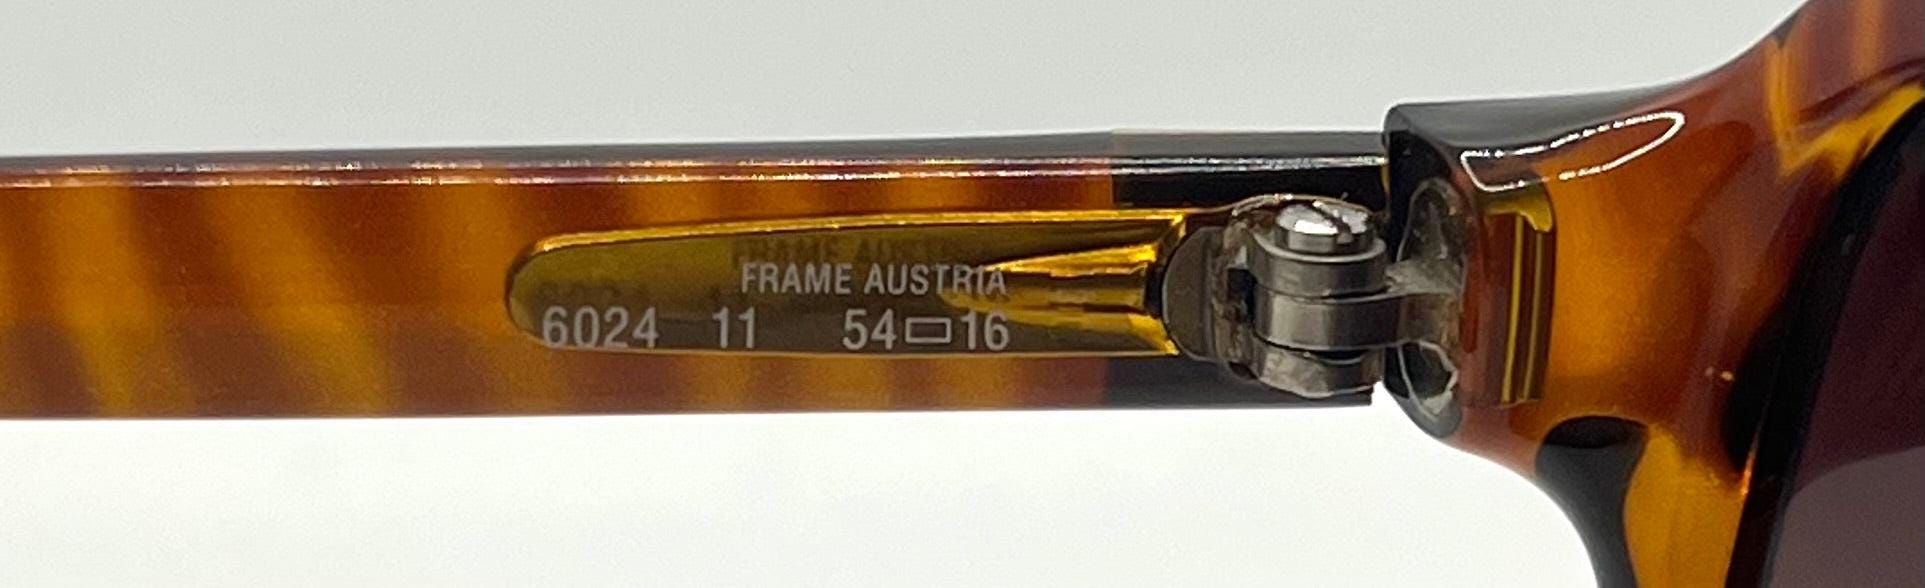 FRAME AUSTRIA
6024 11 54▭16